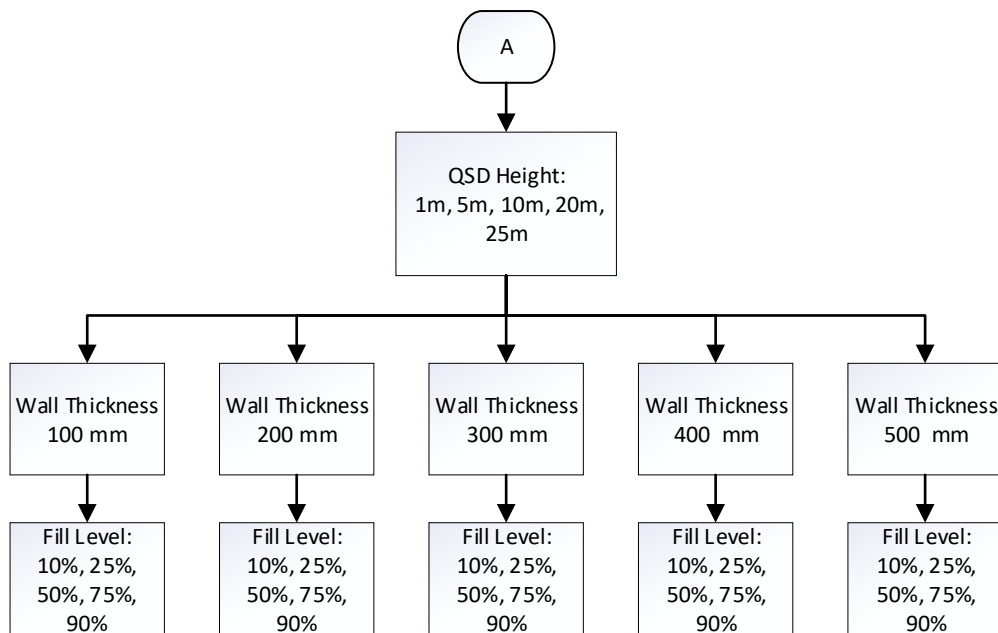 A
QSD Height:
1m, 5m, 10m, 20m,
25m
Wall Thickness
100 mm
Wall Thickness
200 mm
Wall Thickness
300 mm
Wall Thickness
400 mm
Wall Thickness
500 mm
Fill Level:
10%, 25%,
50%, 75%,
90%
Fill Level:
10%, 25%,
50%, 75%,
90%
Fill Level:
10%, 25%,
50%, 75%,
90%
Fill Level:
10%, 25%,
50%, 75%,
90%
Fill Level:
10%, 25%,
50%, 75%,
90%